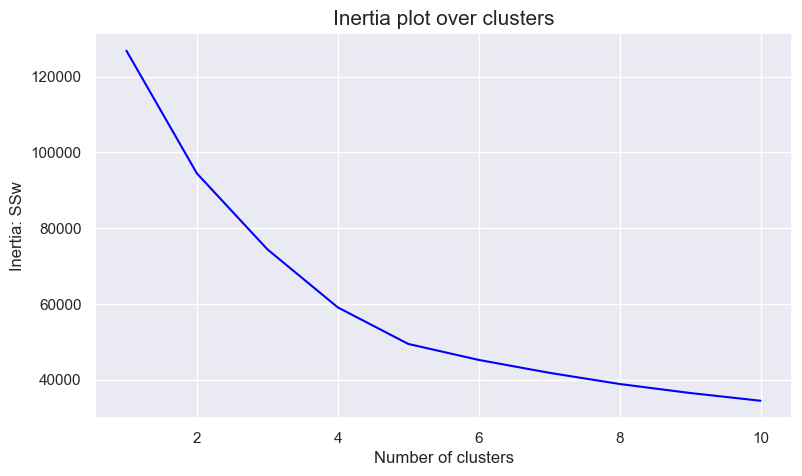 Inertia plot over clusters
120000
100000
80000
60000
40000
Inertia: SSw
2 4 6 8 10
Number of clusters